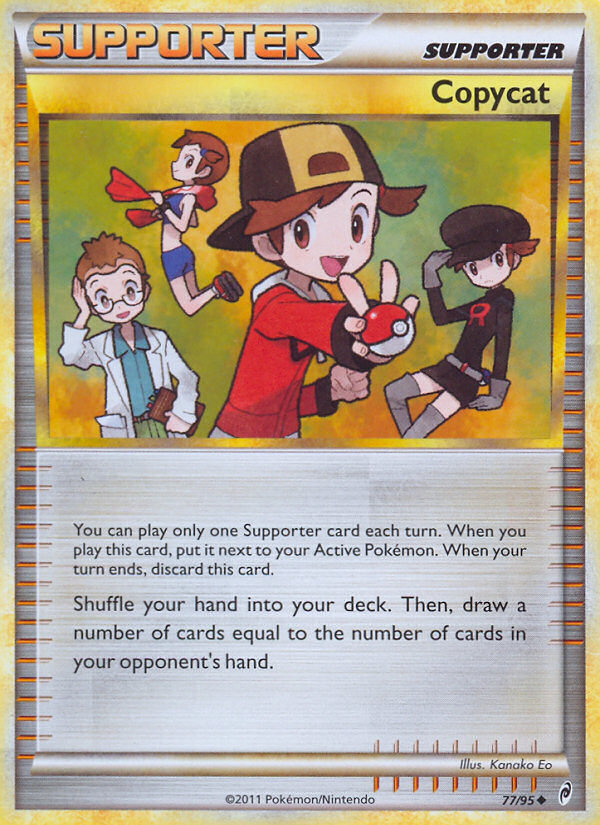 SUPPORTER
SUPPORTER
Copycat
R
You can play only one Supporter card each turn. When you
play this card, put it next to your Active Pokémon. When your
turn ends, discard this card.
Shuffle your hand into your deck. Then, draw a
number of cards equal to the number of cards in
your opponent's hand.
Illus. Kanako Eo
©2011 Pokémon/Nintendo
77/95